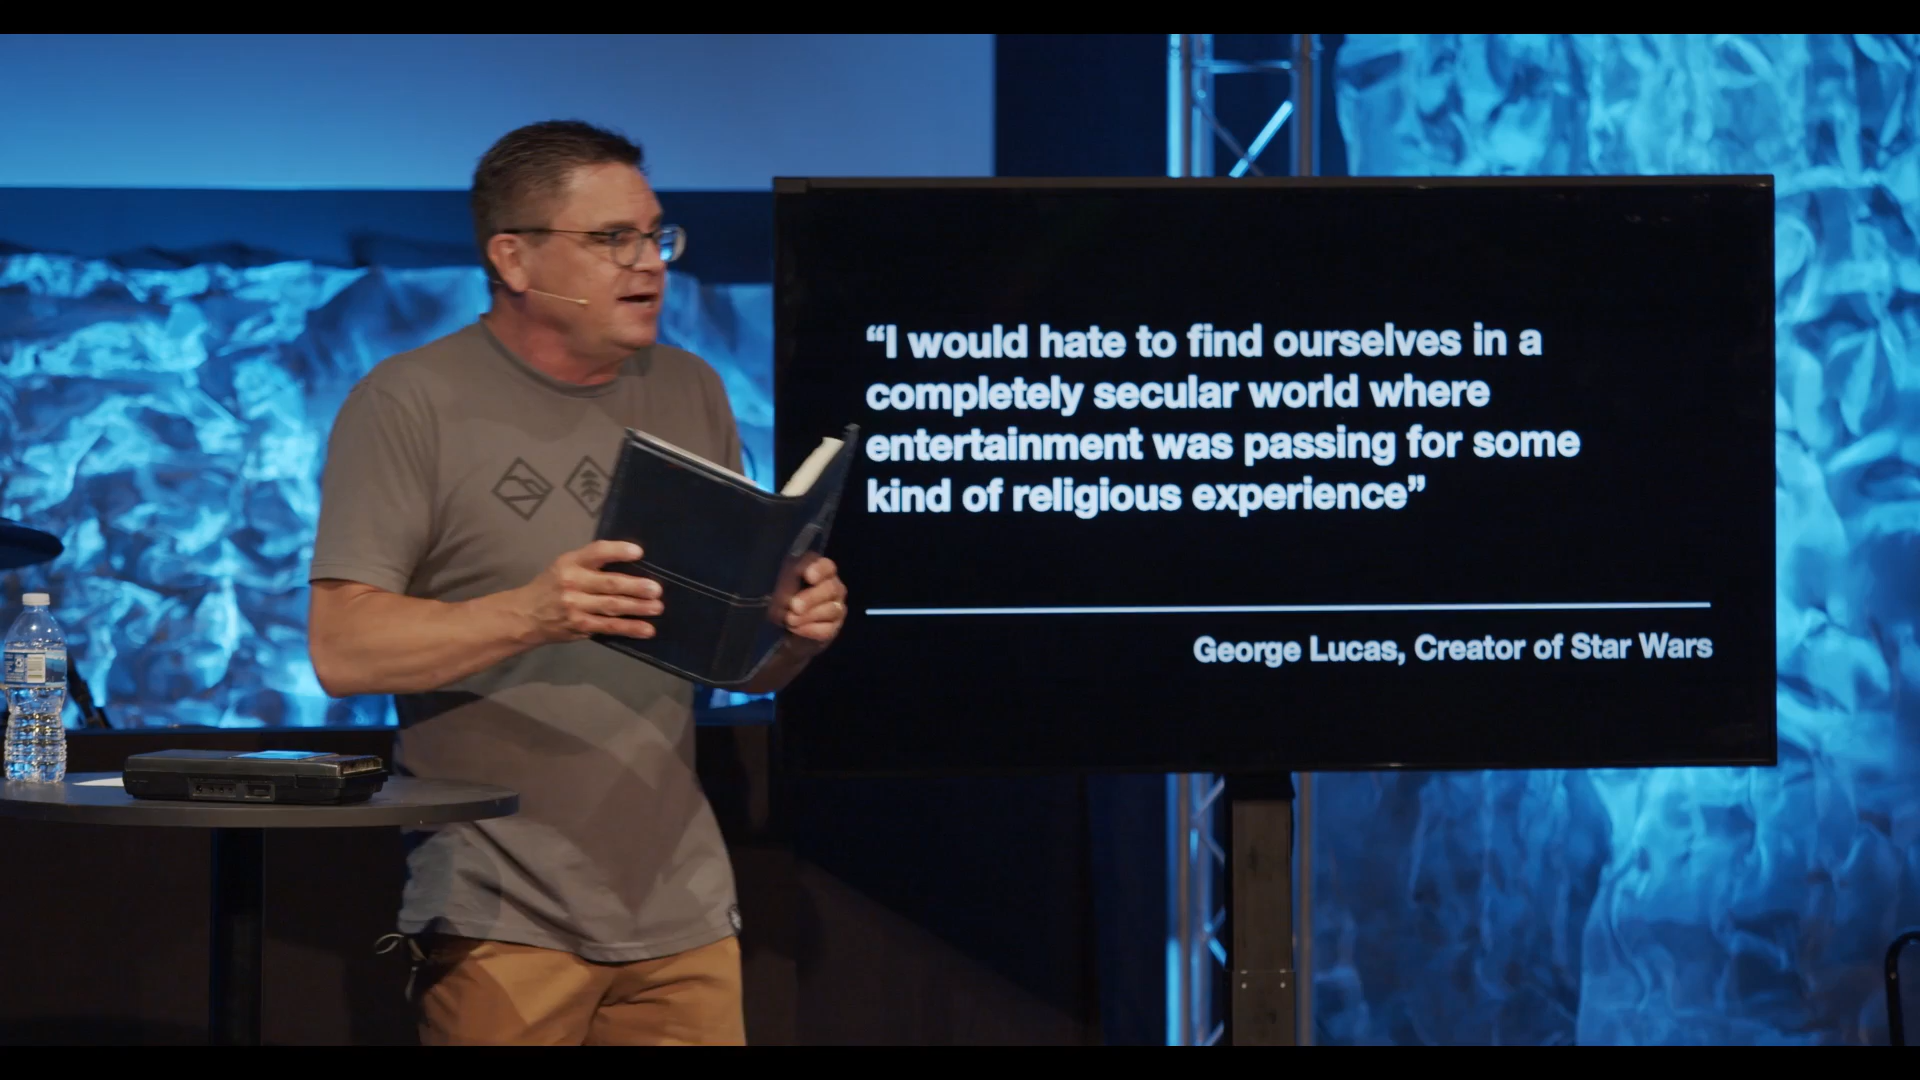 “I would hate to find ourselves in a
completely secular world where
entertainment was passing for some
kind of religious experience”
George Lucas, Creator of Star Wars